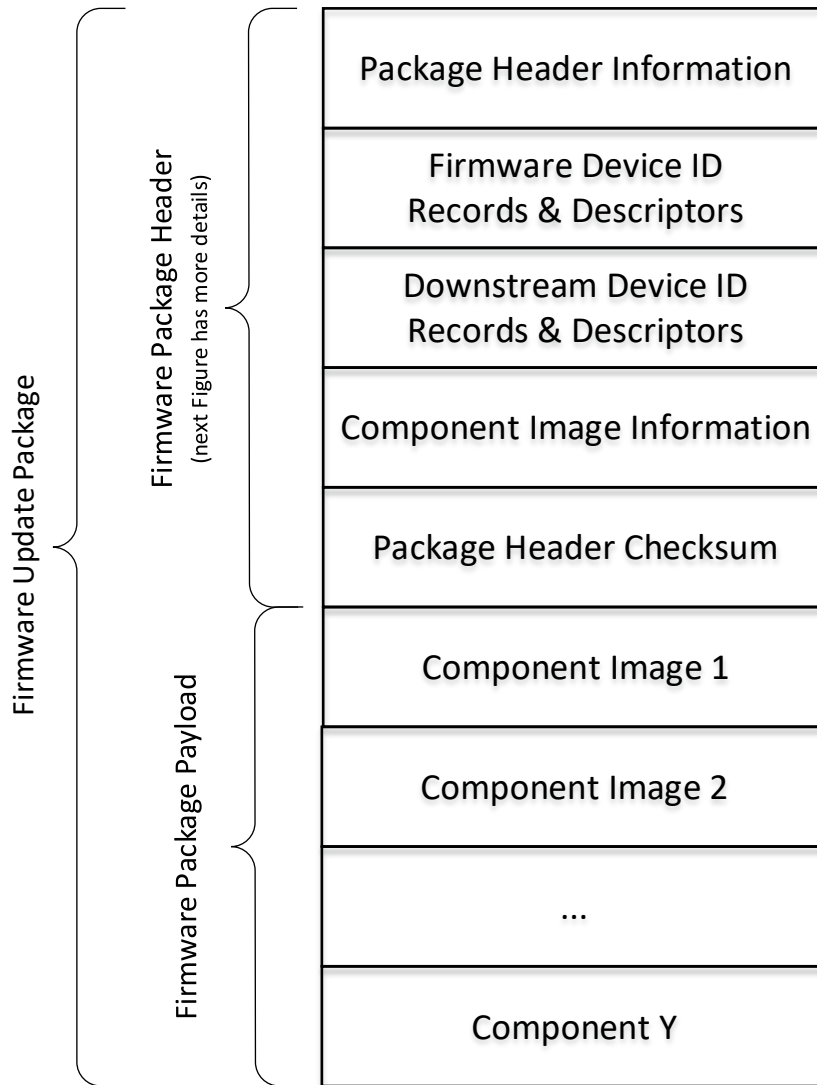 Firmware Update Package
Firmware Package Header
(next Figure has more details)
Package Header Information
Firmware Device ID
Records & Descriptors
Downstream Device ID
Records & Descriptors
Component Image Information
Package Header Checksum
Firmware Package Payload
Component Image 1
Component Image 2
...
Component Y